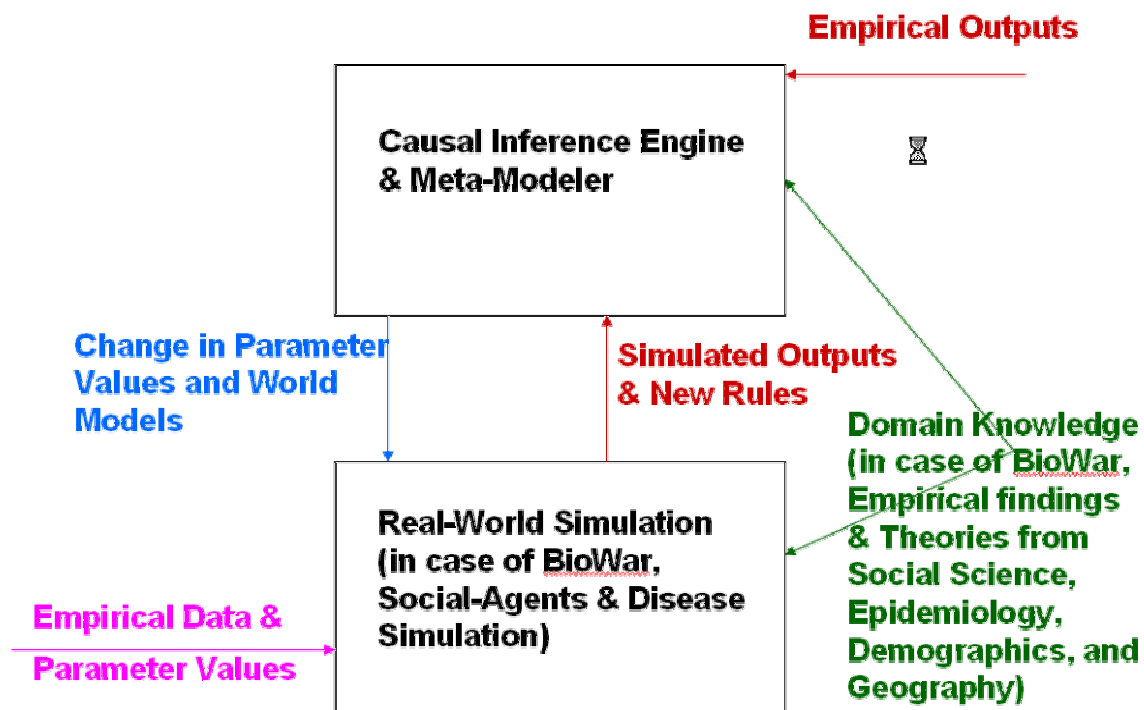 Empirical Outputs
Causal Inference Engine
& Meta-Modeler
Change in Parameter
Values and World
Models
Simulated Outputs
& New Rules
Domain Knowledge
(in case of BioWar,
Empirical findings
& Theories from
Social Science,
Epidemiology,
Demographics, and
Geography)
Real-World Simulation
(in case of BioWar,
Social-Agents & Disease
Simulation)
Empirical Data &
Parameter Values